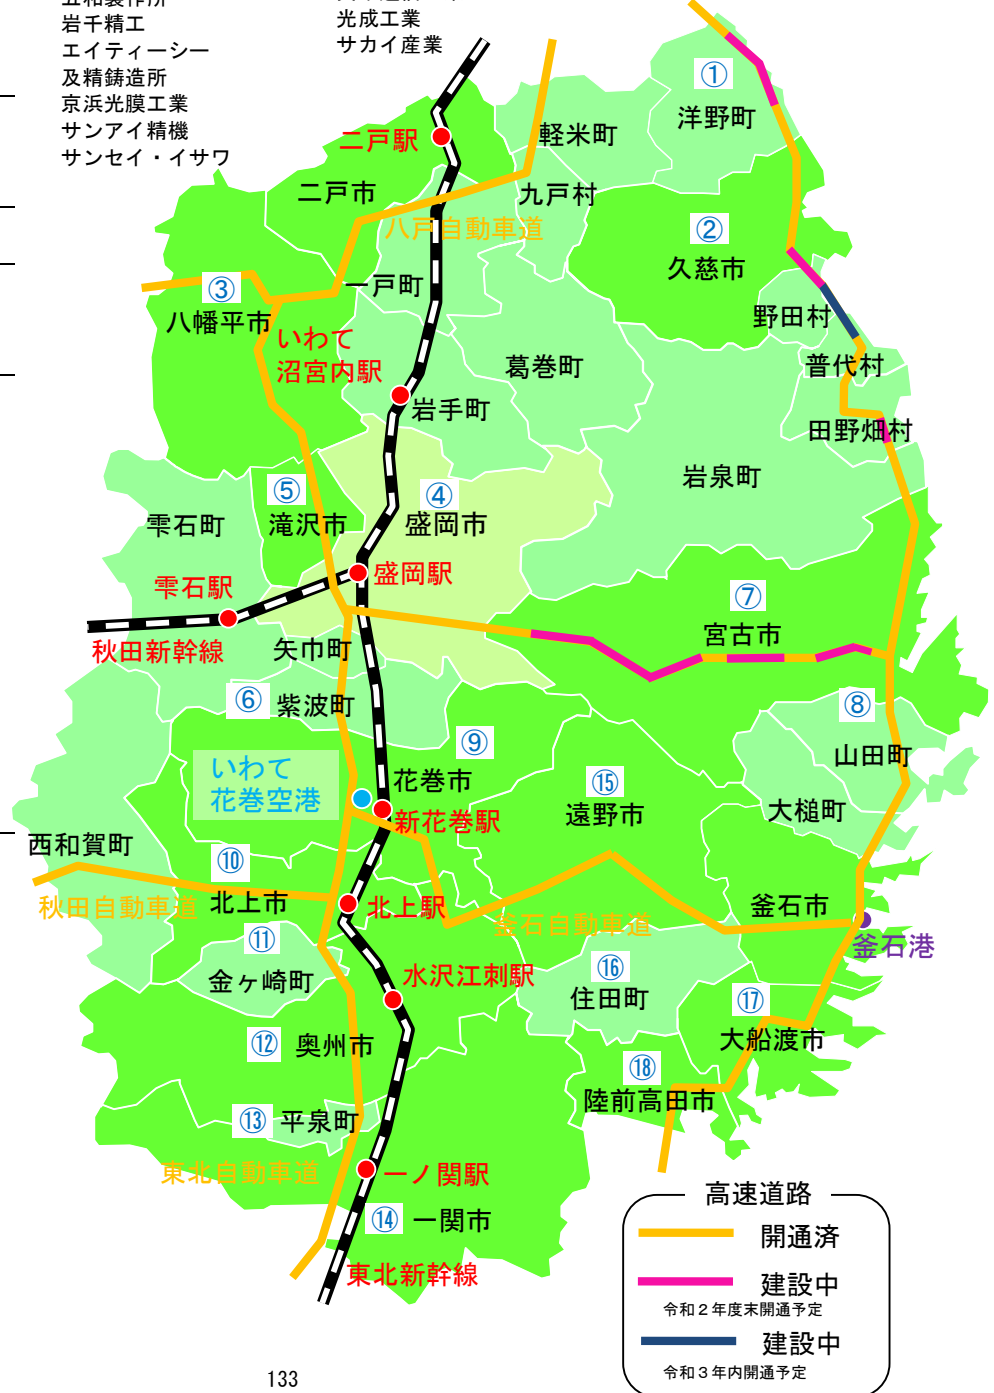 岩千精工
エイティーシー
及精鋳造所
京浜光膜工業
サンアイ精機
サンセイ・イサワ
光成工業
サカイ産業
①
洋野町
軽米町
二戸駅
二戸市
九戸村
八戸自動車道
②
久慈市
③
八幡平市
一戸町
野田村
いわて
沼宮内駅
葛巻町
普代村
岩手町
田野畑村
岩泉町
⑤
滝沢市
④
盛岡市
雫石町
雫石駅
盛岡駅
⑦
宮古市
秋田新幹線
矢巾町
⑥
紫波町
⑧
山田町
⑨
花巻市
いわて
花巻空港
新花巻駅
⑮
遠野市
大槌町
西和賀町
⑩
北上市
秋田自動車道
北上駅
釜石自動車道
釜石市
釜石港
⑪
金ヶ崎町
水沢江刺駅
⑯
住田町
⑰
大船渡市
⑫
奥州市
⑱
陸前高田市
⑬
平泉町
東北自動車道
一ノ関駅
⑭
一関市
東北新幹線
高速道路
開通済
建設中
令和２年度末開通予定
建設中
令和３年内開通予定
133